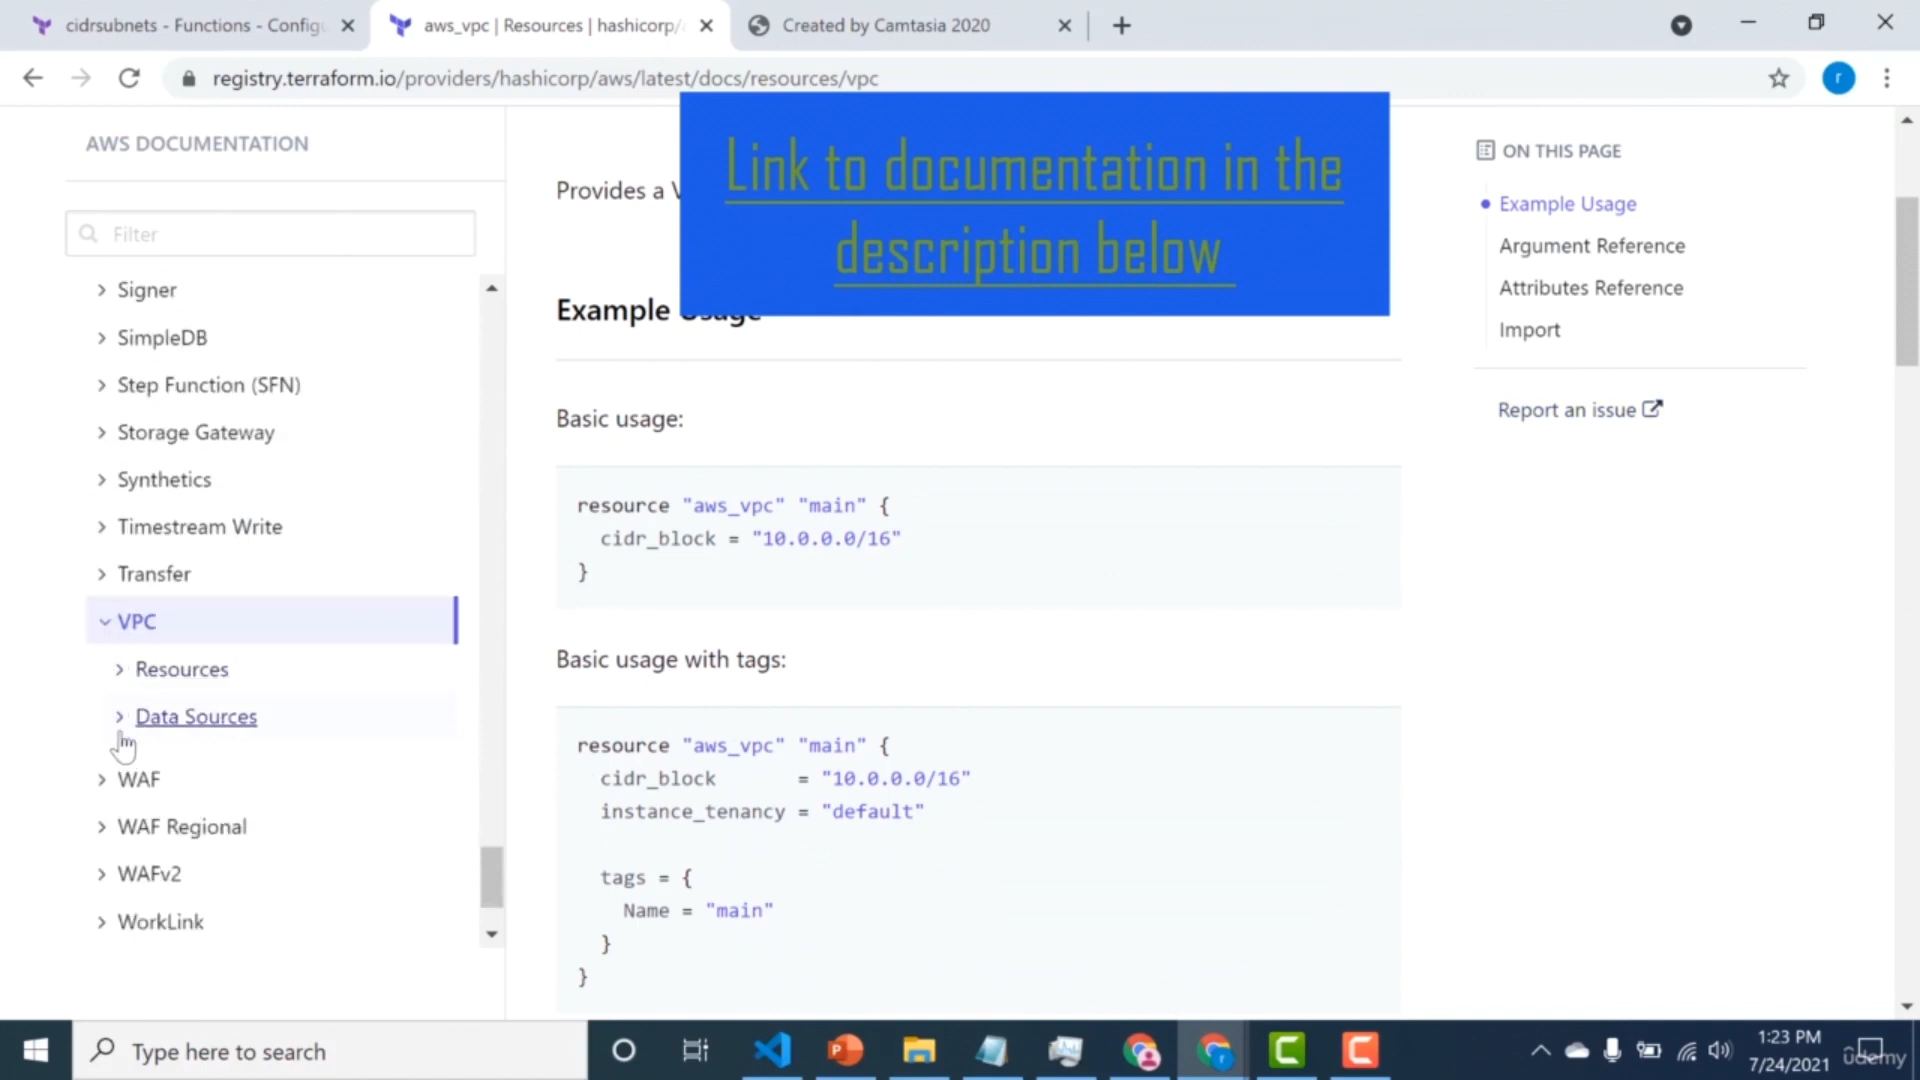 cidrsubnets - Functions - Config
aws_vpc | Resources | hashicorp/
Created by Camtasia 2020
registry.terraform.io/providers/hashicorp/aws/latest/docs/resources/vpc
r
AWS DOCUMENTATION
Filter
Signer
SimpleDB
Step Function (SFN)
Storage Gateway
Synthetics
Timestream Write
Transfer
VPC
Resources
Data Sources
WAF
WAF Regional
WAFv2
WorkLink
Provides a V
Link to documentation in the
description below
Example Usage
Basic usage:
resource "aws_vpc" "main" {
cidr_block = "10.0.0.0/16"
}
Basic usage with tags:
resource "aws_vpc" "main" {
cidr_block = "10.0.0.0/16"
instance_tenancy = "default"
tags = {
Name = "main"
}
}
ON THIS PAGE
Example Usage
Argument Reference
Attributes Reference
Import
Report an issue
Type here to search
1:23 PM
7/24/2021
udemy